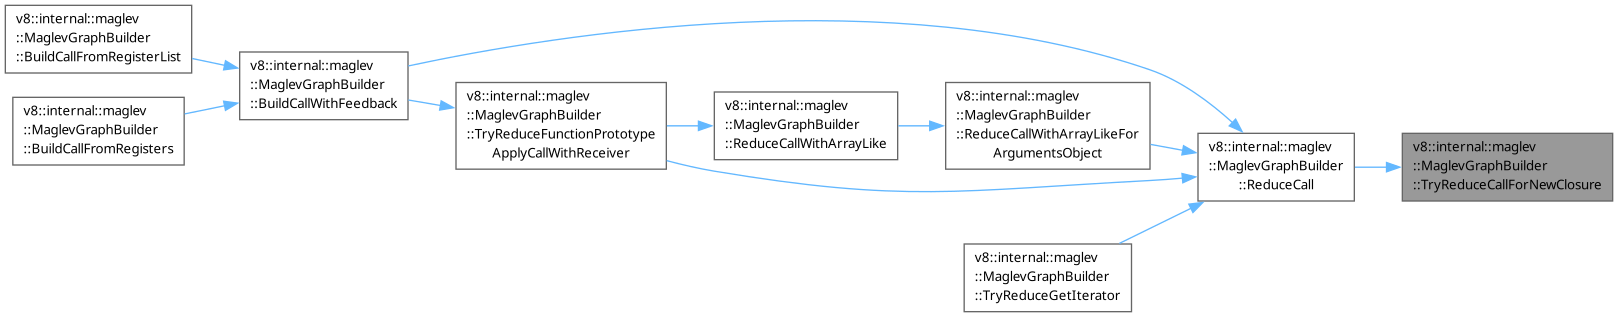 v8::internal::maglev
::MaglevGraphBuilder
::BuildCallFromRegisterList
v8::internal::maglev
::MaglevGraphBuilder
::BuildCallFromRegisters
v8::internal::maglev
::MaglevGraphBuilder
::BuildCallWithFeedback
v8::internal::maglev
::MaglevGraphBuilder
::TryReduceFunctionPrototype
ApplyCallWithReceiver
v8::internal::maglev
::MaglevGraphBuilder
::ReduceCallWithArrayLike
v8::internal::maglev
::MaglevGraphBuilder
::ReduceCallWithArrayLikeFor
ArgumentsObject
v8::internal::maglev
::MaglevGraphBuilder
::TryReduceGetIterator
v8::internal::maglev
::MaglevGraphBuilder
::ReduceCall
v8::internal::maglev
::MaglevGraphBuilder
::TryReduceCallForNewClosure